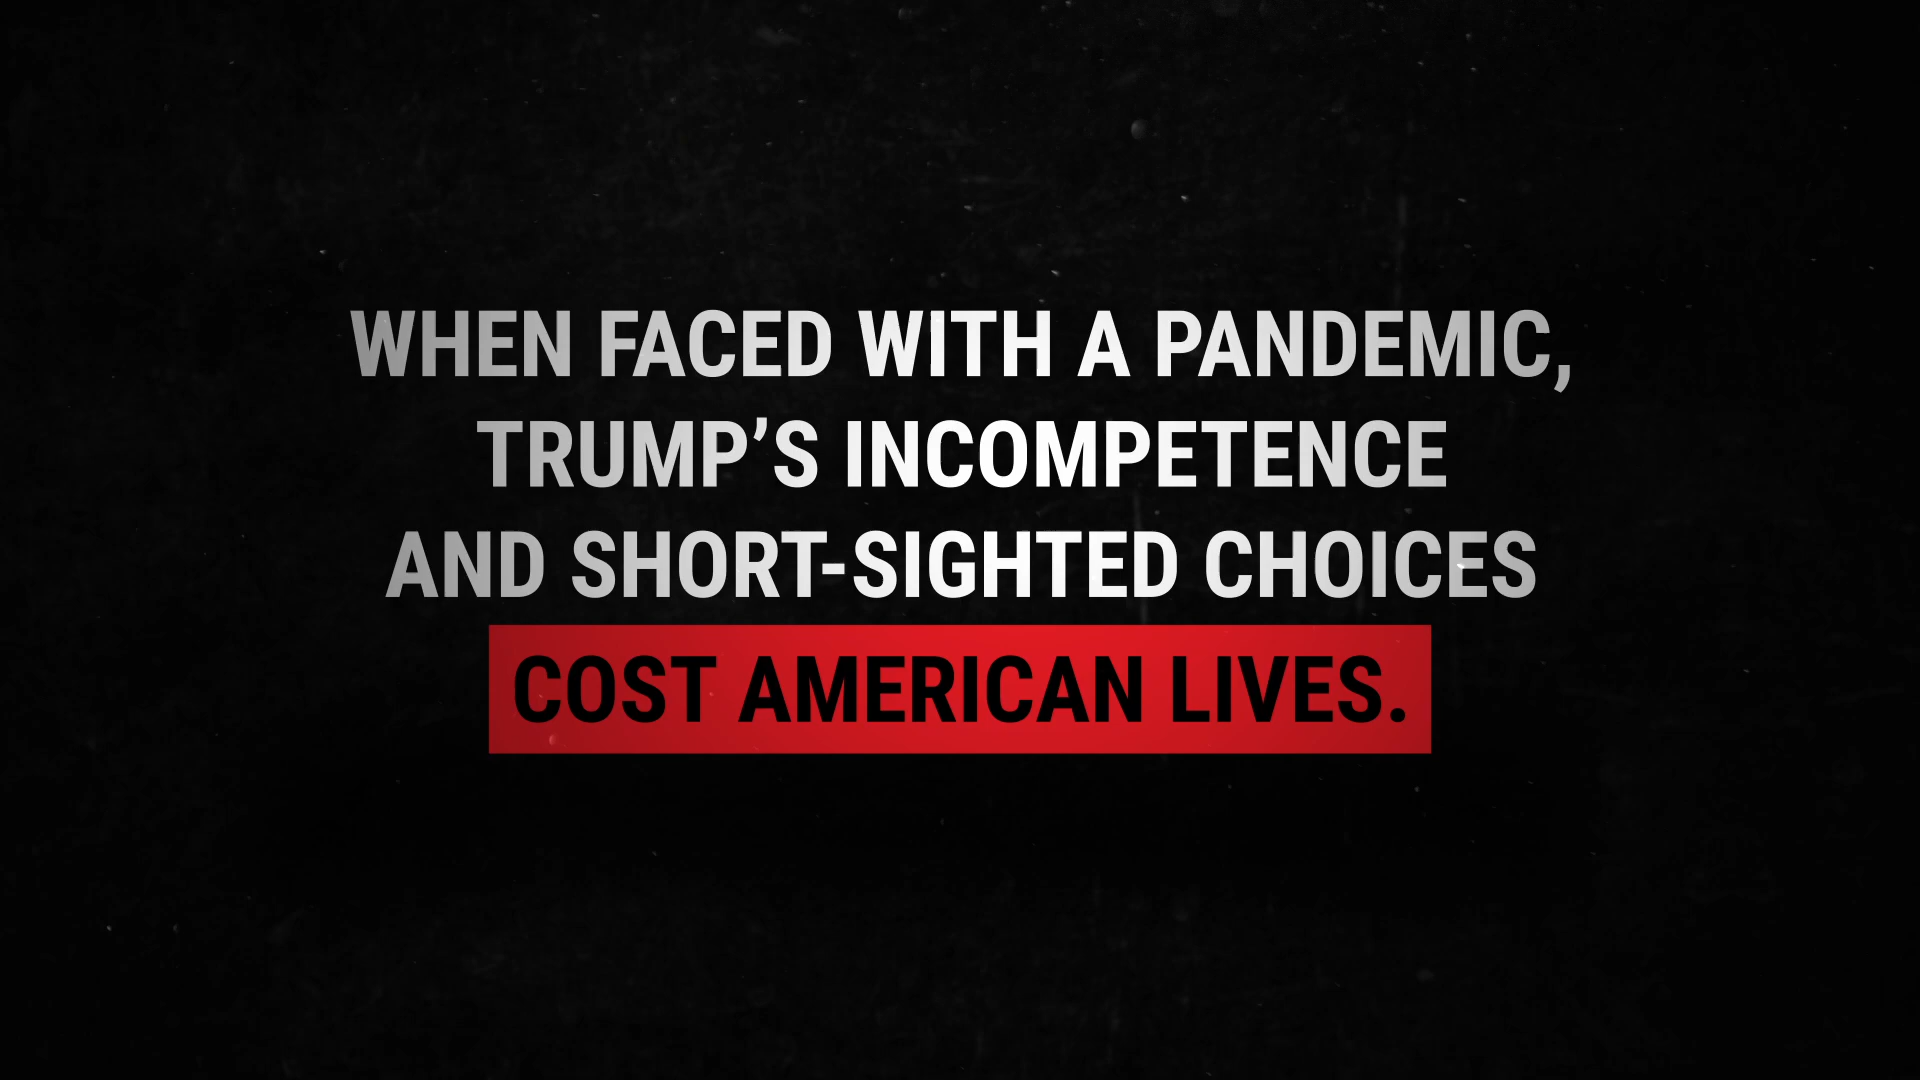 WHEN FACED WITH A PANDEMIC,
TRUMP’S INCOMPETENCE
AND SHORT-SIGHTED CHOICES
COST AMERICAN LIVES.